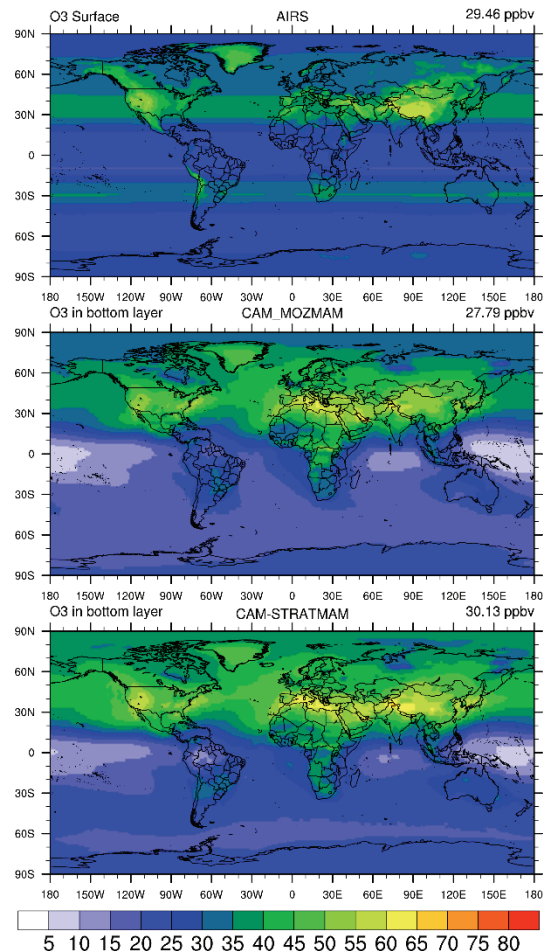 O3 Surface AIRS 29.46 ppbv
90N
60N
30N
0
30S
60S
90S
180 150W 120W 90W 60W 30W 0 30E 60E 90E 120E 150E 180
O3 in bottom layer CAM_MOZMAM 27.79 ppbv
90N
60N
30N
0
30S
60S
90S
180 150W 120W 90W 60W 30W 0 30E 60E 90E 120E 150E 180
O3 in bottom layer CAM-STRATMAM 30.13 ppbv
90N
60N
30N
0
30S
60S
90S
180 150W 120W 90W 60W 30W 0 30E 60E 90E 120E 150E 180
5 10 15 20 25 30 35 40 45 50 55 60 65 70 75 80